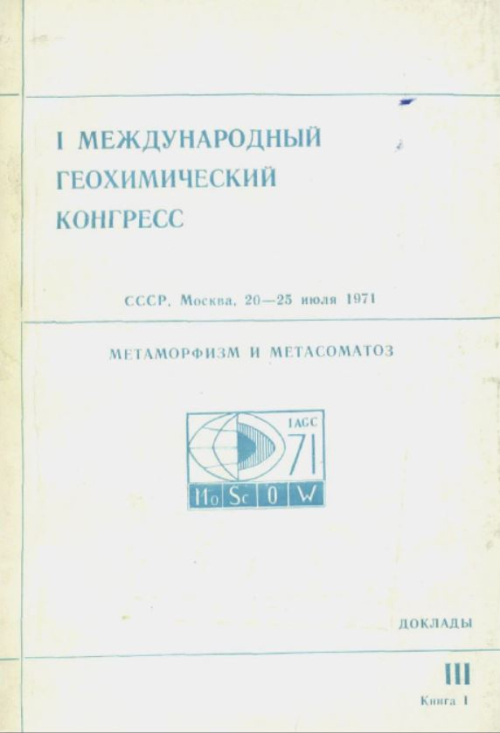 I МЕЖДУНАРОДНЫЙ
ГЕОХИМИЧЕСКИЙ
КОНГРЕСС
СССР, Москва, 20—25 июля 1971
МЕТАМОРФИЗМ И МЕТАСОМАТОЗ
IAGC
71
Mo Sc O W
ДОКЛАДЫ
III
Книга 1